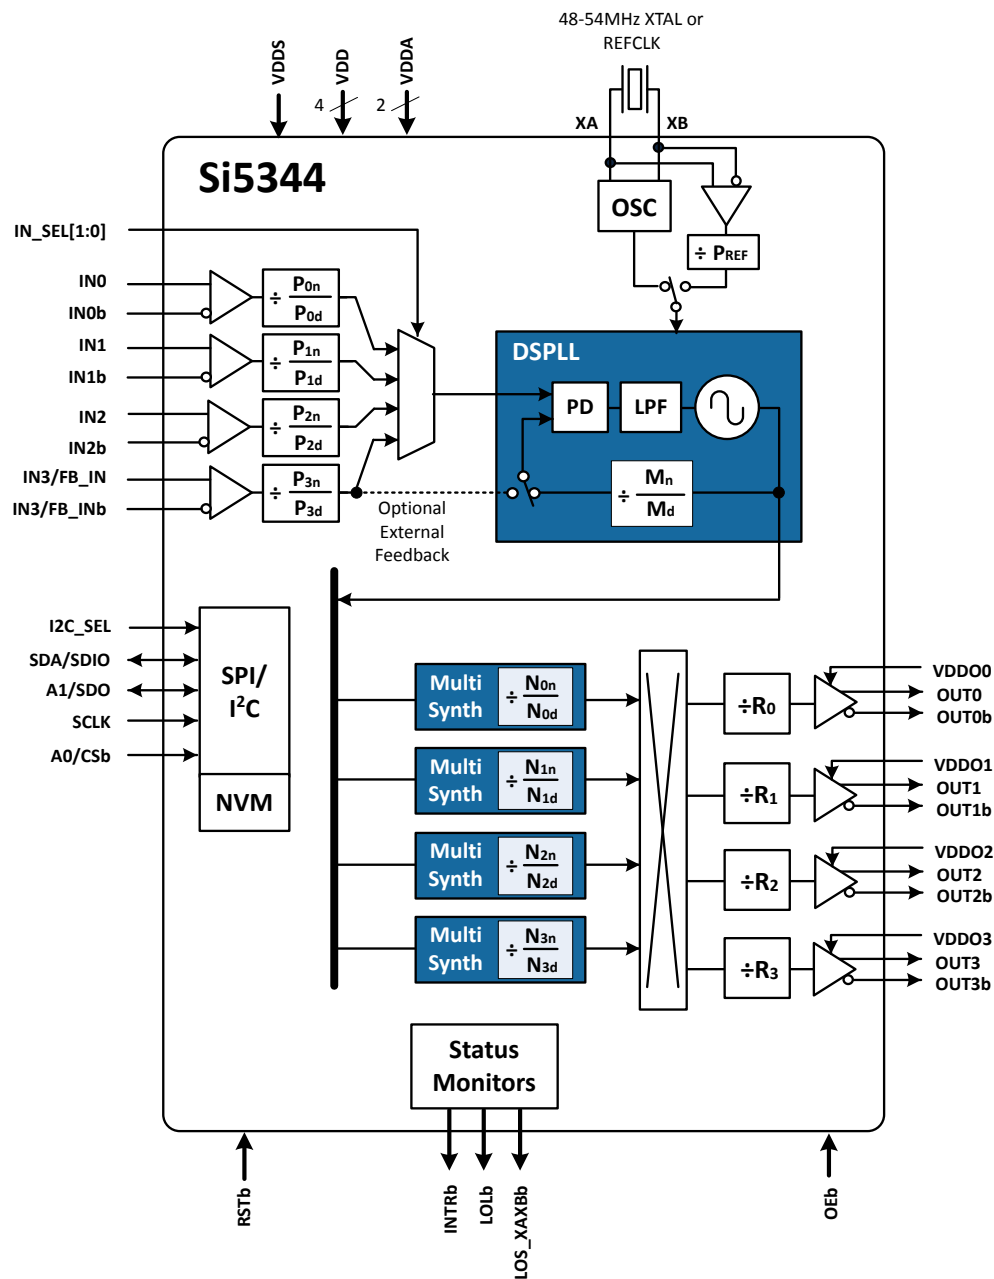 48-54MHz XTAL or
REFCLK
VDDS
VDD
VDDA
4
2
XA
XB
Si5344
OSC
÷ PREF
IN_SEL[1:0]
IN0
IN0b
÷ P0n
P0d
IN1
IN1b
÷ P1n
P1d
IN2
IN2b
÷ P2n
P2d
IN3/FB_IN
IN3/FB_INb
÷ P3n
P3d
DSPLL
PD
LPF
÷ Mn
Md
Optional
External
Feedback
I2C_SEL
SDA/SDIO
A1/SDO
SCLK
A0/CSb
SPI/
I²C
NVM
Multi
Synth
÷ N0n
N0d
Multi
Synth
÷ N1n
N1d
Multi
Synth
÷ N2n
N2d
Multi
Synth
÷ N3n
N3d
÷R0
÷R1
÷R2
÷R3
VDDO0
OUT0
OUT0b
VDDO1
OUT1
OUT1b
VDDO2
OUT2
OUT2b
VDDO3
OUT3
OUT3b
Status
Monitors
RSTb
INTRb
LOLb
LOS_XAXBb
OEb